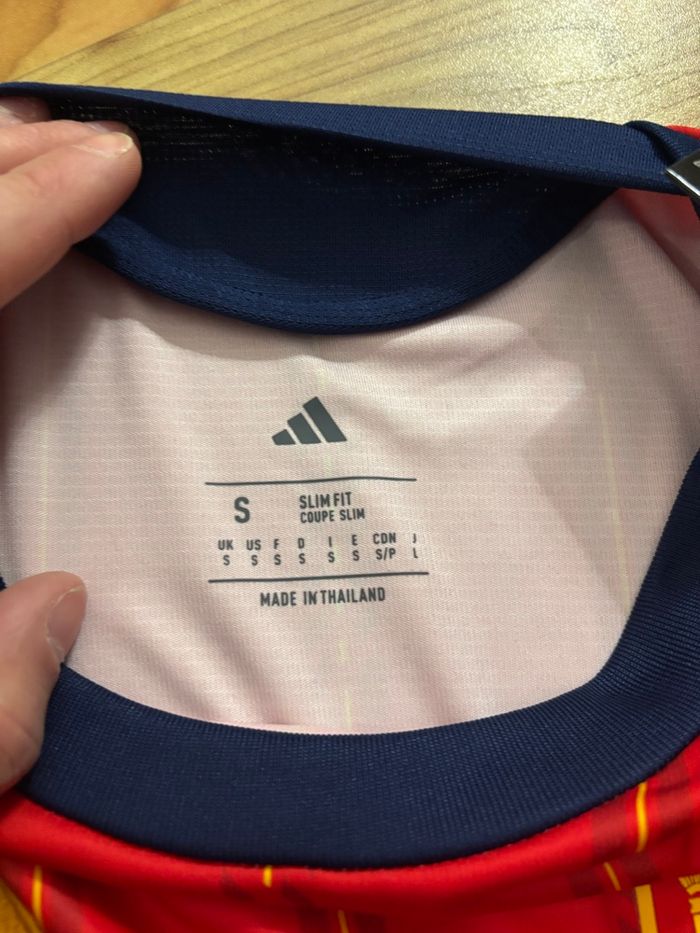 S SLIM FIT
COUPE SLIM
UK US F D I E CDN J
S S S S S S S/P L
MADE IN THAILAND